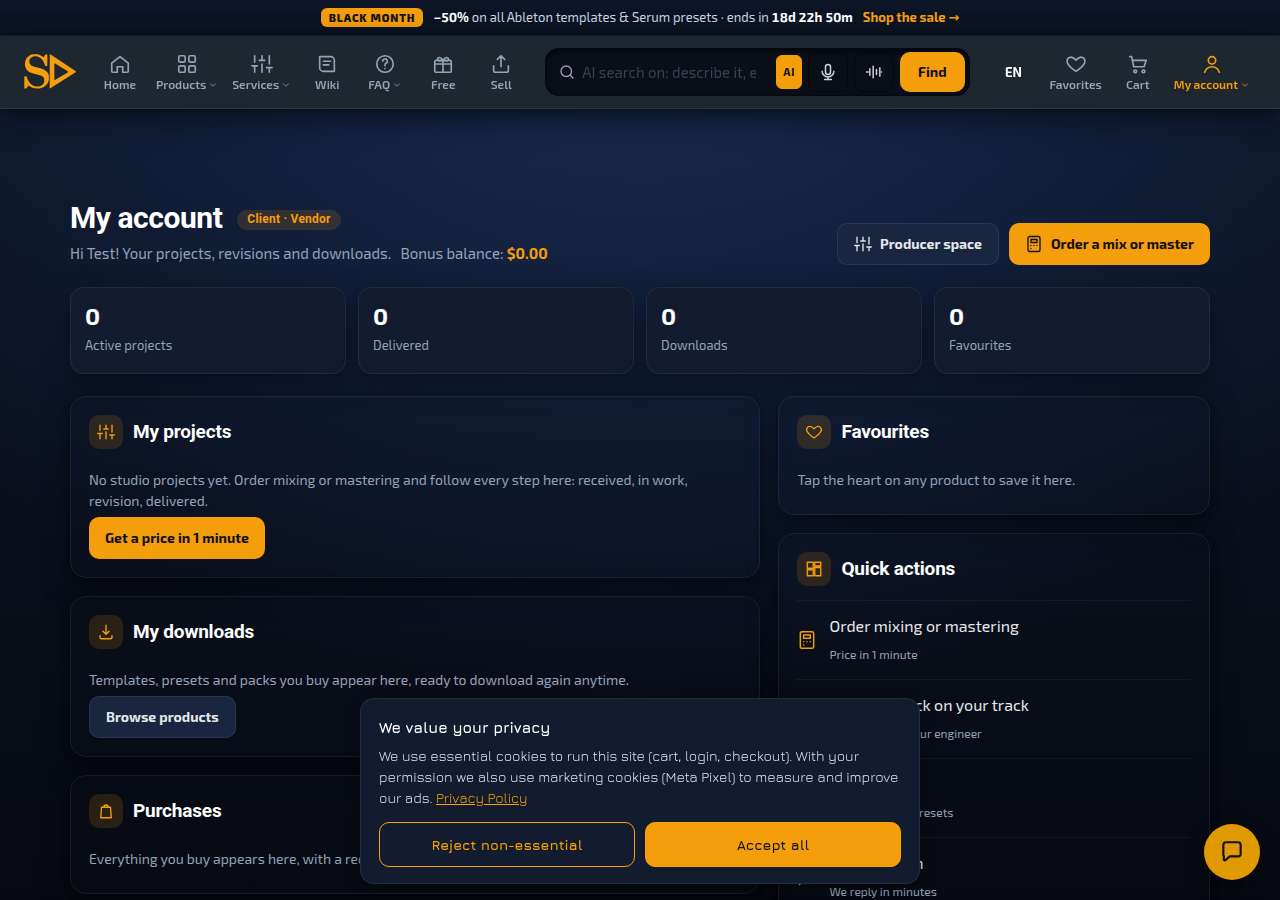 BLACK MONTH −50% on all Ableton templates & Serum presets · ends in 18d 22h 50m Shop the sale →
Home Products Services Wiki FAQ Free Sell
AI search on: describe it, e AI Find EN Favorites Cart My account
My account Client · Vendor
Hi Test! Your projects, revisions and downloads. Bonus balance: $0.00
Producer space Order a mix or master
0 0 0 0
Active projects Delivered Downloads Favourites
My projects
No studio projects yet. Order mixing or mastering and follow every step here: received, in work,
revision, delivered.
Get a price in 1 minute
Favourites
Tap the heart on any product to save it here.
My downloads
Templates, presets and packs you buy appear here, ready to download again anytime.
Browse products
Quick actions
Order mixing or mastering
Price in 1 minute
on your track
engineer
We reply in minutes
Purchases
Everything you buy appears here, with a
We value your privacy
We use essential cookies to run this site (cart, login, checkout). With your
permission we also use marketing cookies (Meta Pixel) to measure and improve
our ads. Privacy Policy
Reject non-essential Accept all